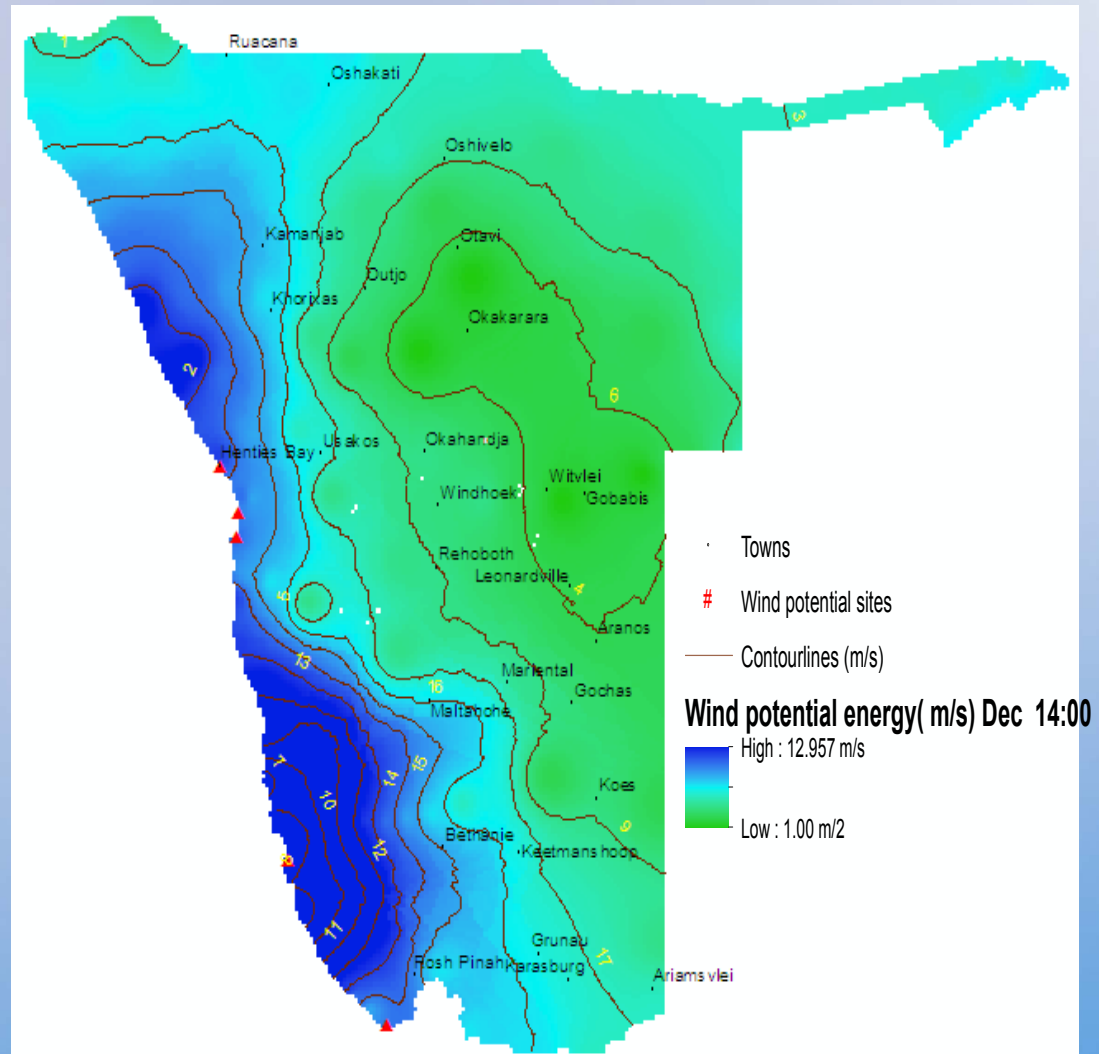 1
Ruacana
Oshakati
3
Oshivelo
Kamanjab
Otavi
Outjo
Khorixas
Okakarara
2
6
Henties Bay
Usakos
Okahandja
Windhoek
Witvlei
Gobabis
Rehoboth
Leonardville
4
5
Aranos
13
Mariental
16
Maltahohe
Gochas
7
10
14
15
Koes
9
12
Bethanie
Keetmanshoop
8
11
Grunau
17
Rosh Pinah
Karasburg
Ariamsvlei
Towns
# Wind potential sites
Contourlines (m/s)
Wind potential energy( m/s) Dec 14:00
High : 12.957 m/s
Low : 1.00 m/2